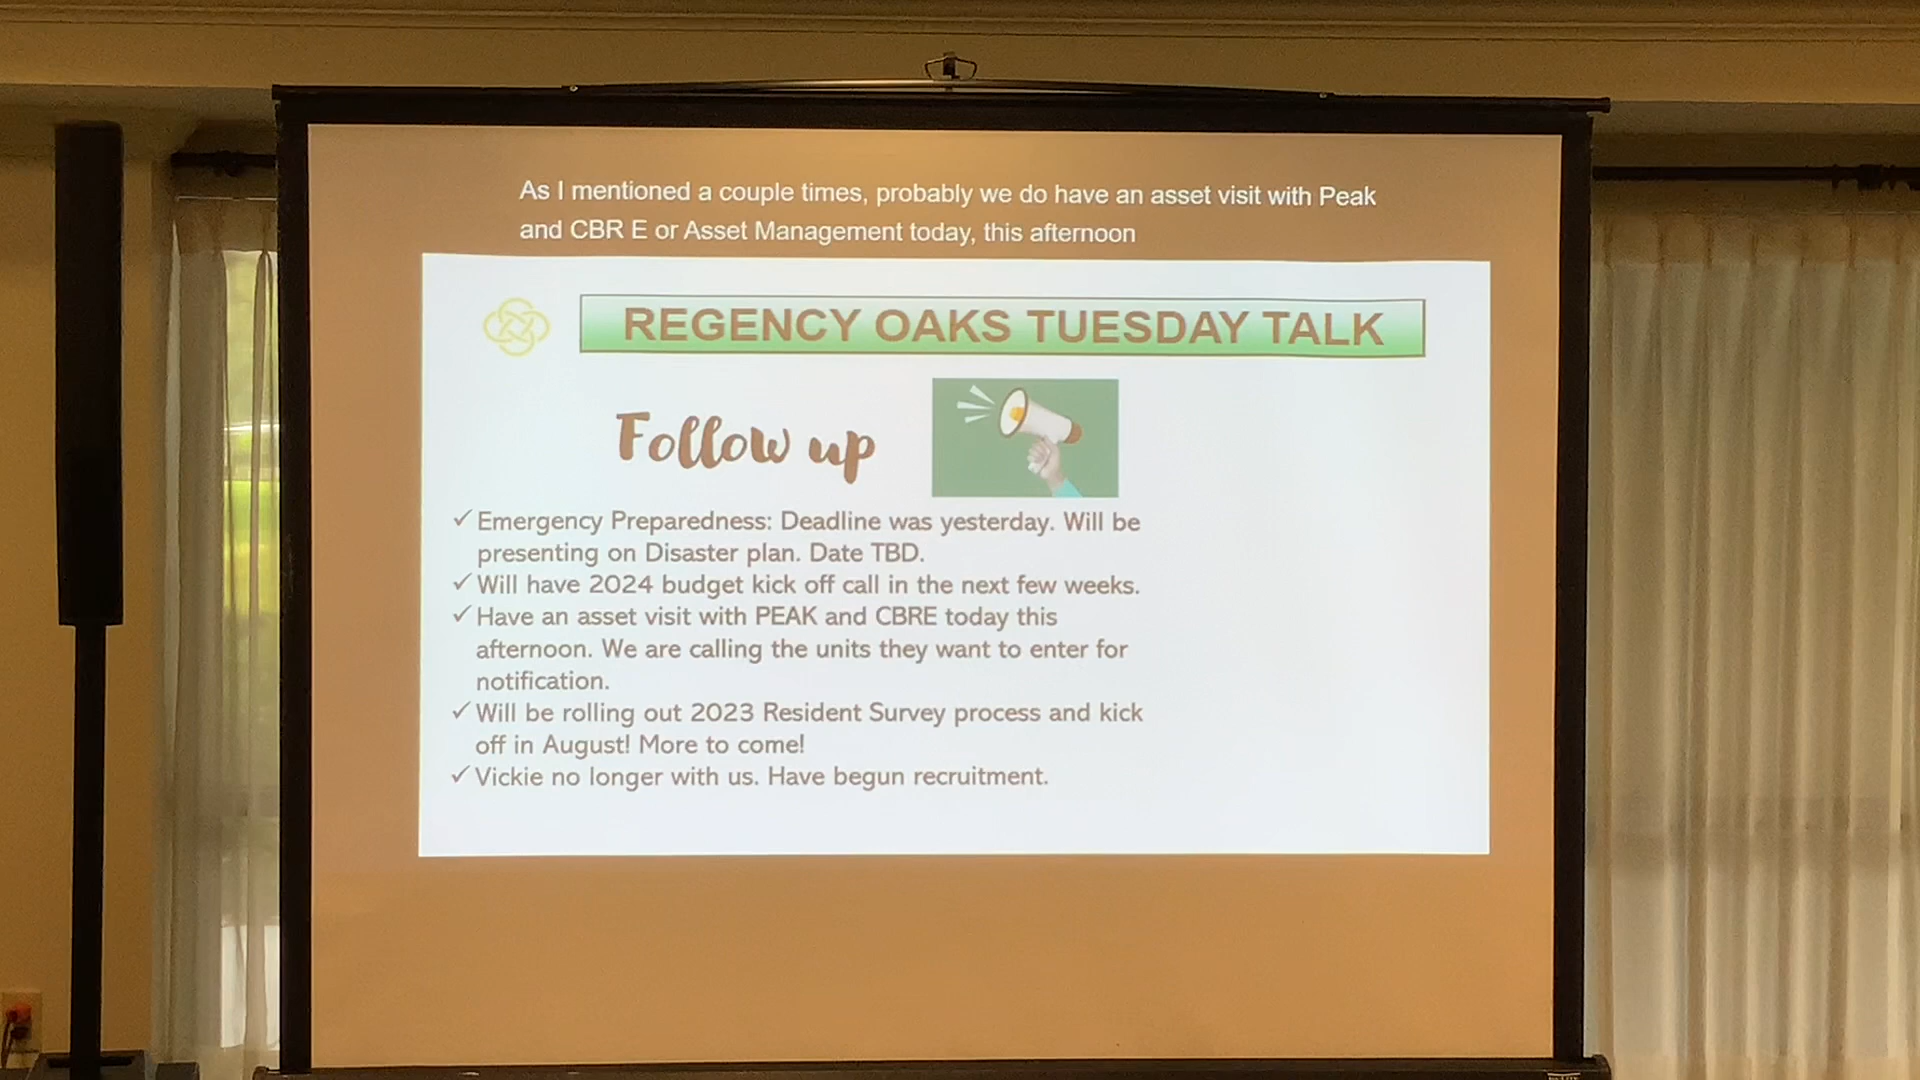 As I mentioned a couple times, probably we do have an asset visit with Peak
and CBR E or Asset Management today, this afternoon
REGENCY OAKS TUESDAY TALK
Follow up
✓ Emergency Preparedness: Deadline was yesterday. Will be
presenting on Disaster plan. Date TBD.
✓ Will have 2024 budget kick off call in the next few weeks.
✓ Have an asset visit with PEAK and CBRE today this
afternoon. We are calling the units they want to enter for
notification.
✓ Will be rolling out 2023 Resident Survey process and kick
off in August! More to come!
✓ Vickie no longer with us. Have begun recruitment.